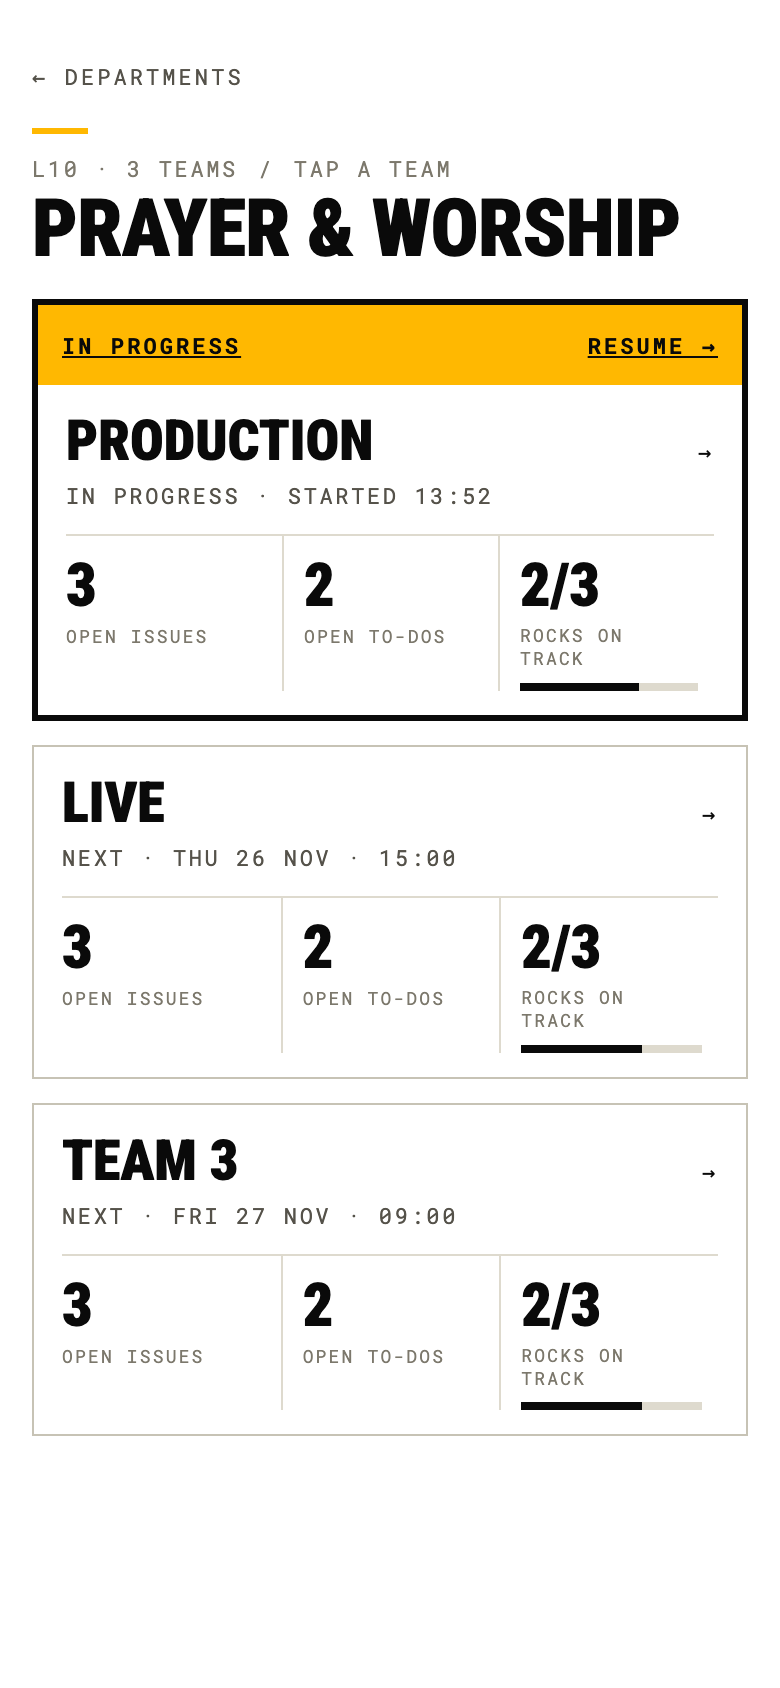 ← DEPARTMENTS
L10 · 3 TEAMS / TAP A TEAM
PRAYER & WORSHIP
IN PROGRESS RESUME →
PRODUCTION →
IN PROGRESS · STARTED 13:52
3 2 2/3
OPEN ISSUES OPEN TO-DOS ROCKS ON
TRACK
LIVE →
NEXT · THU 26 NOV · 15:00
3 2 2/3
OPEN ISSUES OPEN TO-DOS ROCKS ON
TRACK
TEAM 3 →
NEXT · FRI 27 NOV · 09:00
3 2 2/3
OPEN ISSUES OPEN TO-DOS ROCKS ON
TRACK